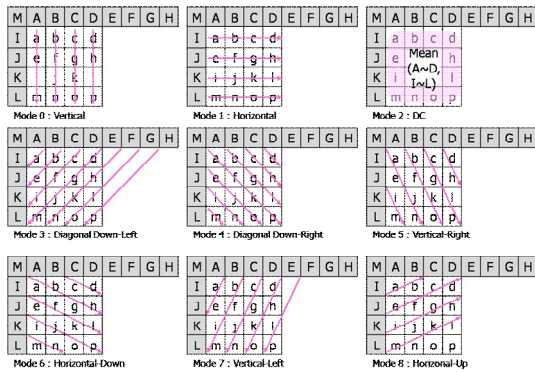 M A B C D E F G H M A B C D E F G H M A B C D E F G H
I a b c d I a b c d I a d
J e f g h J e f g h J e Mean
K j k K i j k l K i (A~D, l
L m n o p L m n o p L m I~L) p
Mode 0 : Vertical Mode 1 : Horizontal Mode 2 : DC
M A B C D E F G H M A B C D E F G H M A B C D E F G H
I a b c d I a b c d I a b c d
J e f g h J e f g h J e f g h
K i j k l K i j k l K i j k l
L m n o p L m n o p L m n o p
Mode 3 : Diagonal Down-Left Mode 4 : Diagonal Down-Right Mode 5 : Vertical-Right
M A B C D E F G H M A B C D E F G H M A B C D E F G H
I a b c d I a b c d I a b c d
J e f g h J e f g h J e f g h
K i j k l K i j k l K i j k l
L m n o p L m n o p L m n o p
Mode 6 : Horizontal-Down Mode 7 : Vertical-Left Mode 8 : Horizonal-Up